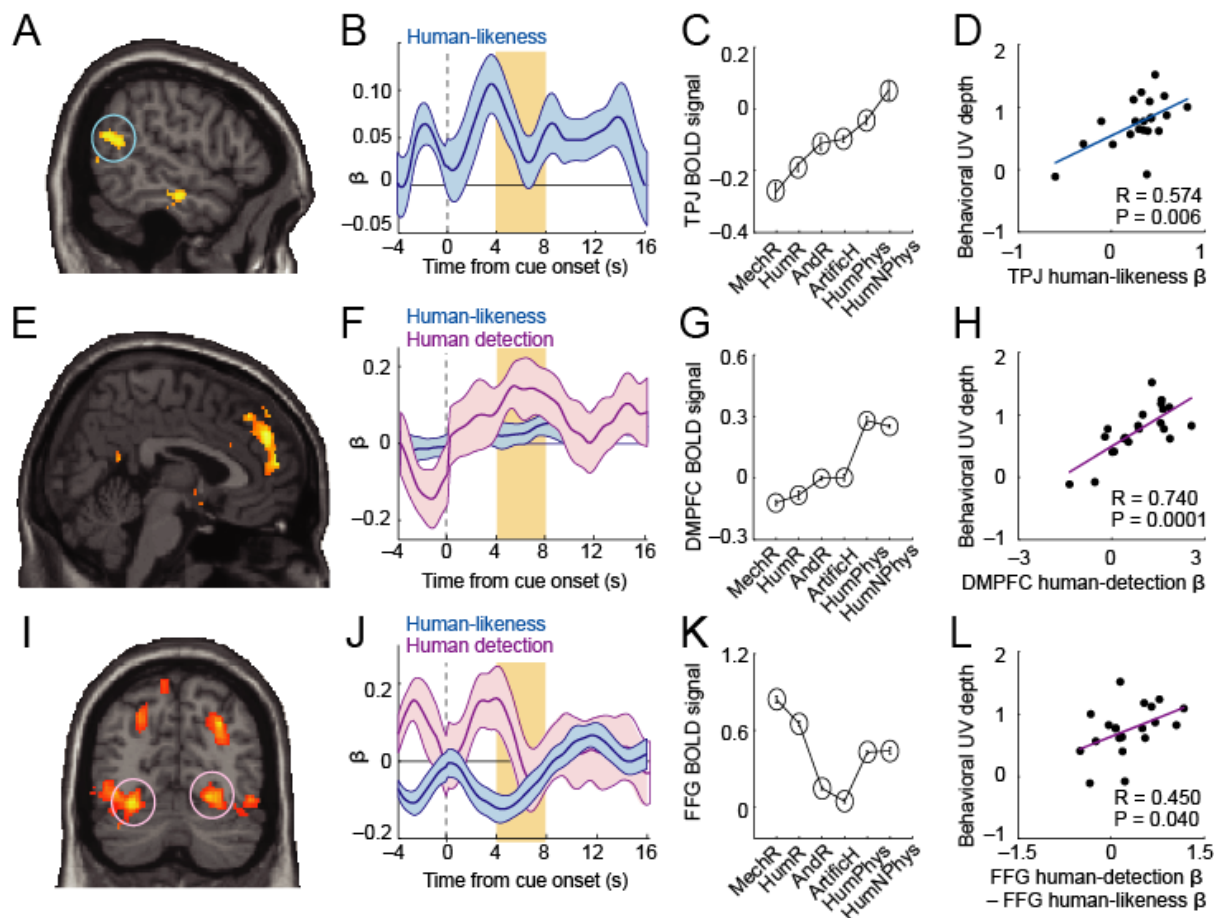 A
B
Human-likeness
0.10
0.05
0
–0.05
β
–4 0 4 8 12 16
Time from cue onset (s)
C
0.2
0
–0.2
–0.4
TPJ BOLD signal
MechR
HumR
AndR
ArtificH
HumPhys
HumNPhys
D
2
1
0
–1
Behavioral UV depth
R = 0.574
P = 0.006
–1 0 1
TPJ human-likeness β
E
F
Human-likeness
Human detection
0.2
0
–0.2
β
–4 0 4 8 12 16
Time from cue onset (s)
G
0.6
0.3
0
–0.3
DMPFC BOLD signal
MechR
HumR
AndR
ArtificH
HumPhys
HumNPhys
H
2
1
0
–1
Behavioral UV depth
R = 0.740
P = 0.0001
–3 0 3
DMPFC human-detection β
I
J
Human-likeness
Human detection
0.2
0
–0.2
β
–4 0 4 8 12 16
Time from cue onset (s)
K
1.2
0.6
0
FFG BOLD signal
MechR
HumR
AndR
ArtificH
HumPhys
HumNPhys
L
2
1
0
–1
Behavioral UV depth
R = 0.450
P = 0.040
–1.5 0 1.5
FFG human-detection β
– FFG human-likeness β